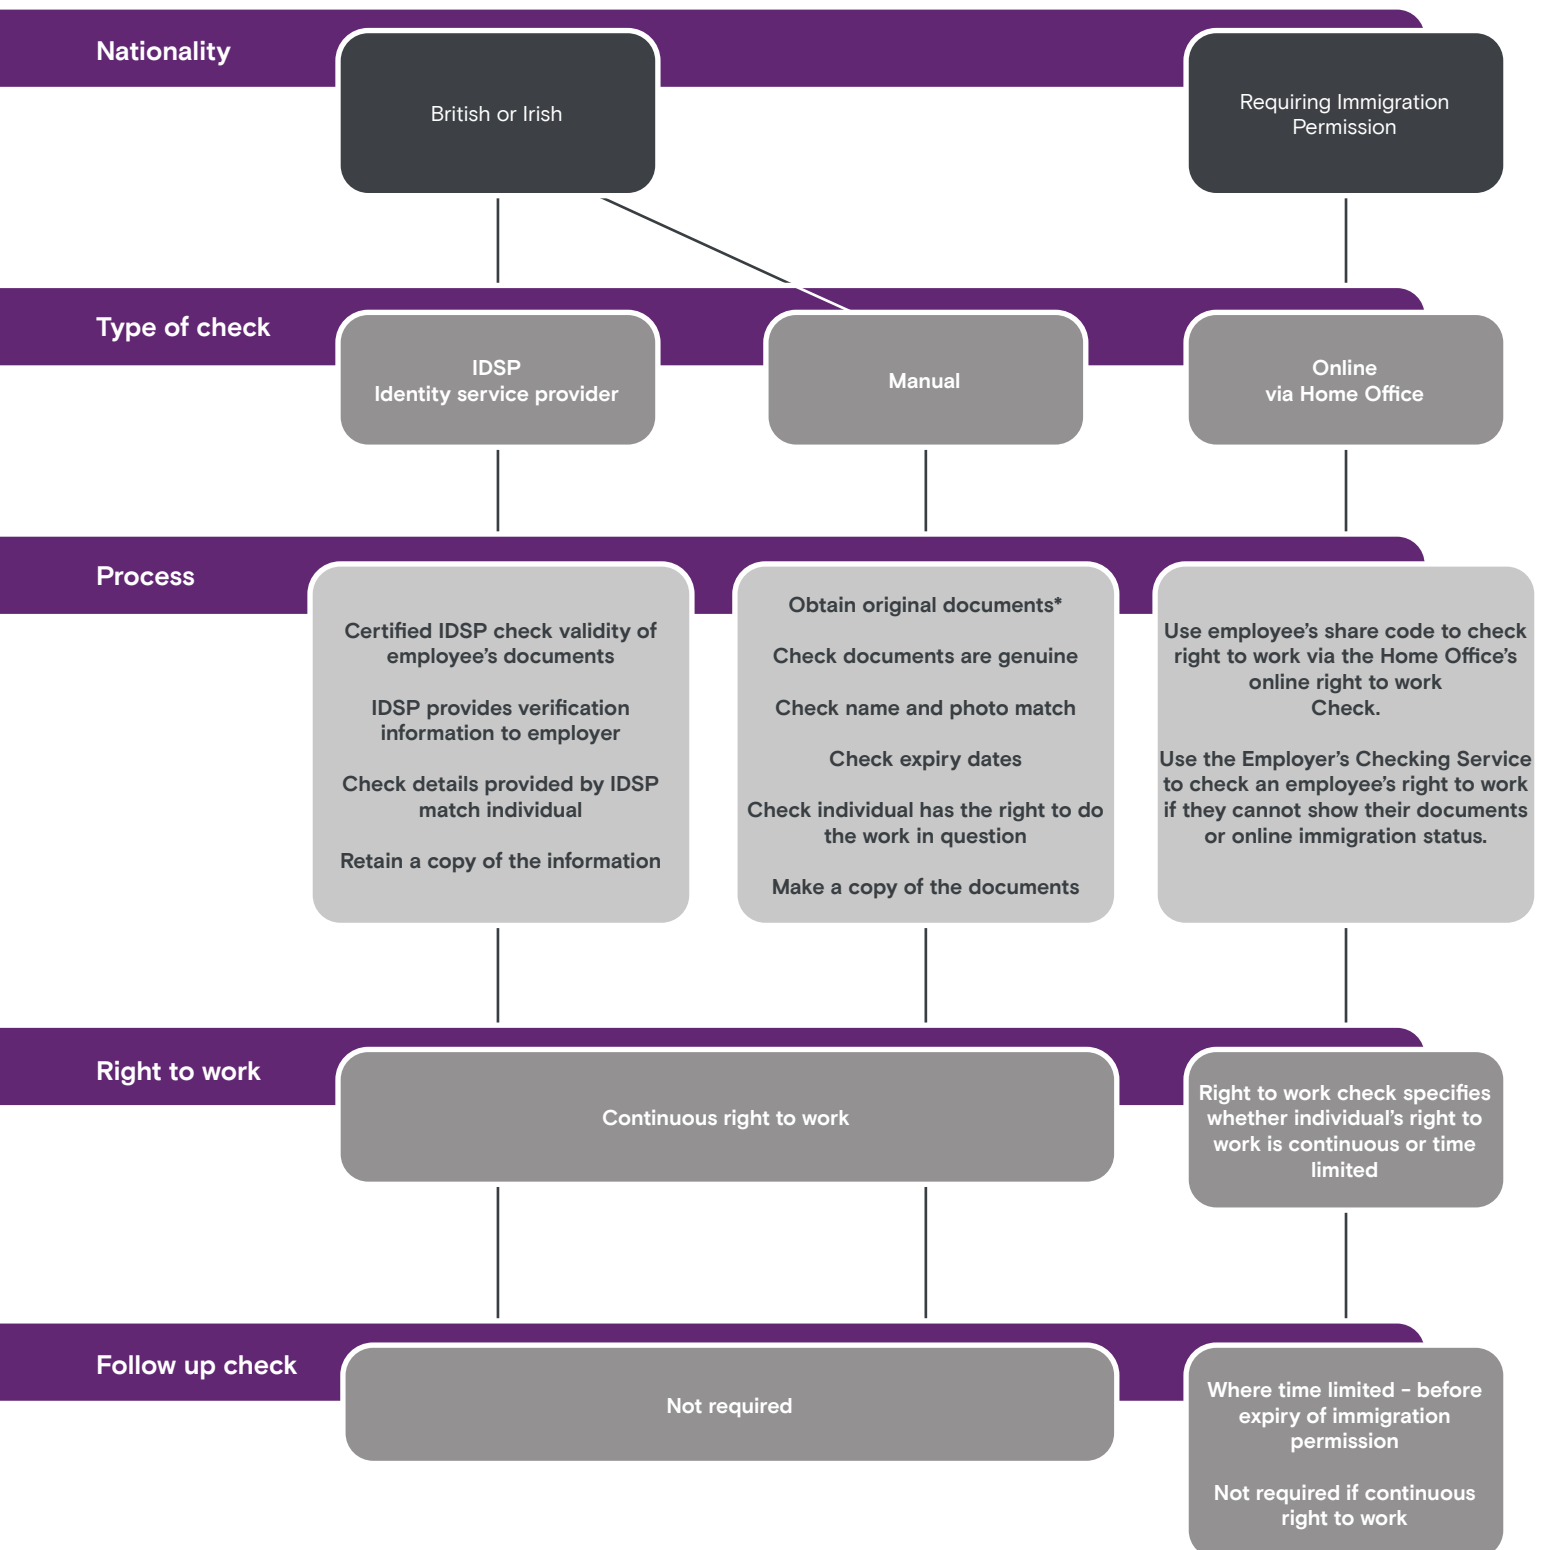 Nationality
British or Irish
Requiring Immigration
Permission
Type of check
IDSP
Identity service provider
Manual
Online
via Home Office
Process
Certified IDSP check validity of
employee's documents
IDSP provides verification
information to employer
Check details provided by IDSP
match individual
Retain a copy of the information
Obtain original documents*
Check documents are genuine
Check name and photo match
Check expiry dates
Check individual has the right to do
the work in question
Make a copy of the documents
Use employee's share code to check
right to work via the Home Office's
online right to work
Check.
Use the Employer's Checking Service
to check an employee's right to work
if they cannot show their documents
or online immigration status.
Right to work
Continuous right to work
Right to work check specifies
whether individual's right to
work is continuous or time
limited
Follow up check
Not required
Where time limited - before
expiry of immigration
permission
Not required if continuous
right to work